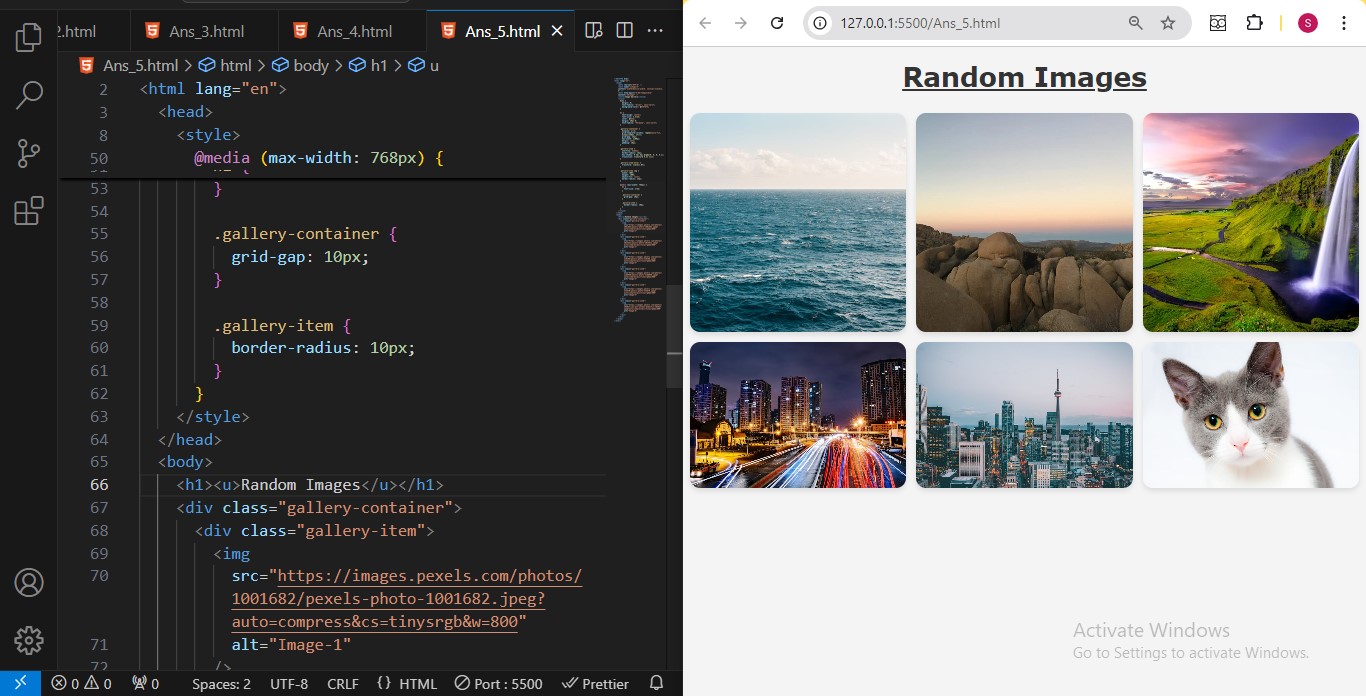 2.html
Ans_3.html
Ans_4.html
Ans_5.html
Ans_5.html > html > body > h1 > u
2 <html lang="en">
3 <head>
8 <style>
50 @media (max-width: 768px) {
53 }
54
55 .gallery-container {
56 grid-gap: 10px;
57 }
58
59 .gallery-item {
60 border-radius: 10px;
61 }
62 }
63 </style>
64 </head>
65 <body>
66 <h1><u>Random Images</u></h1>
67 <div class="gallery-container">
68 <div class="gallery-item">
69 <img
70 src="https://images.pexels.com/photos/
1001682/pexels-photo-1001682.jpeg?
auto=compress&cs=tinysrgb&w=800"
71 alt="Image-1"
72 />
0 0 0 Spaces: 2 UTF-8 CRLF {} HTML Port : 5500 Prettier
127.0.0.1:5500/Ans_5.html
S
Random Images
Activate Windows
Go to Settings to activate Windows.